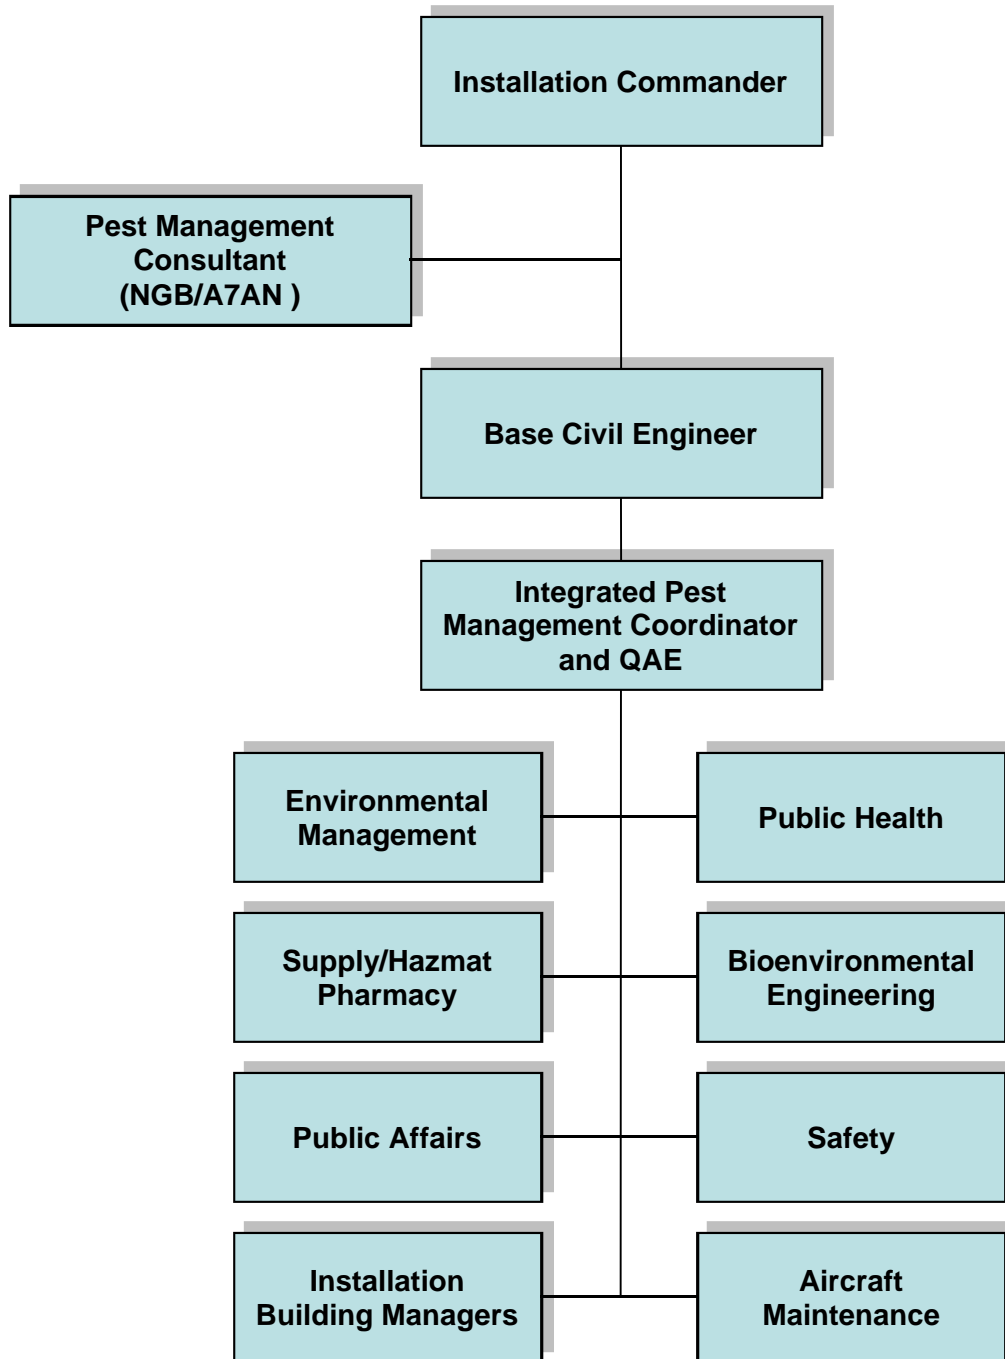 Installation Commander
Pest Management
Consultant
(NGB/A7AN )
Base Civil Engineer
Integrated Pest
Management Coordinator
and QAE
Environmental
Management
Public Health
Supply/Hazmat
Pharmacy
Bioenvironmental
Engineering
Public Affairs
Safety
Installation
Building Managers
Aircraft
Maintenance